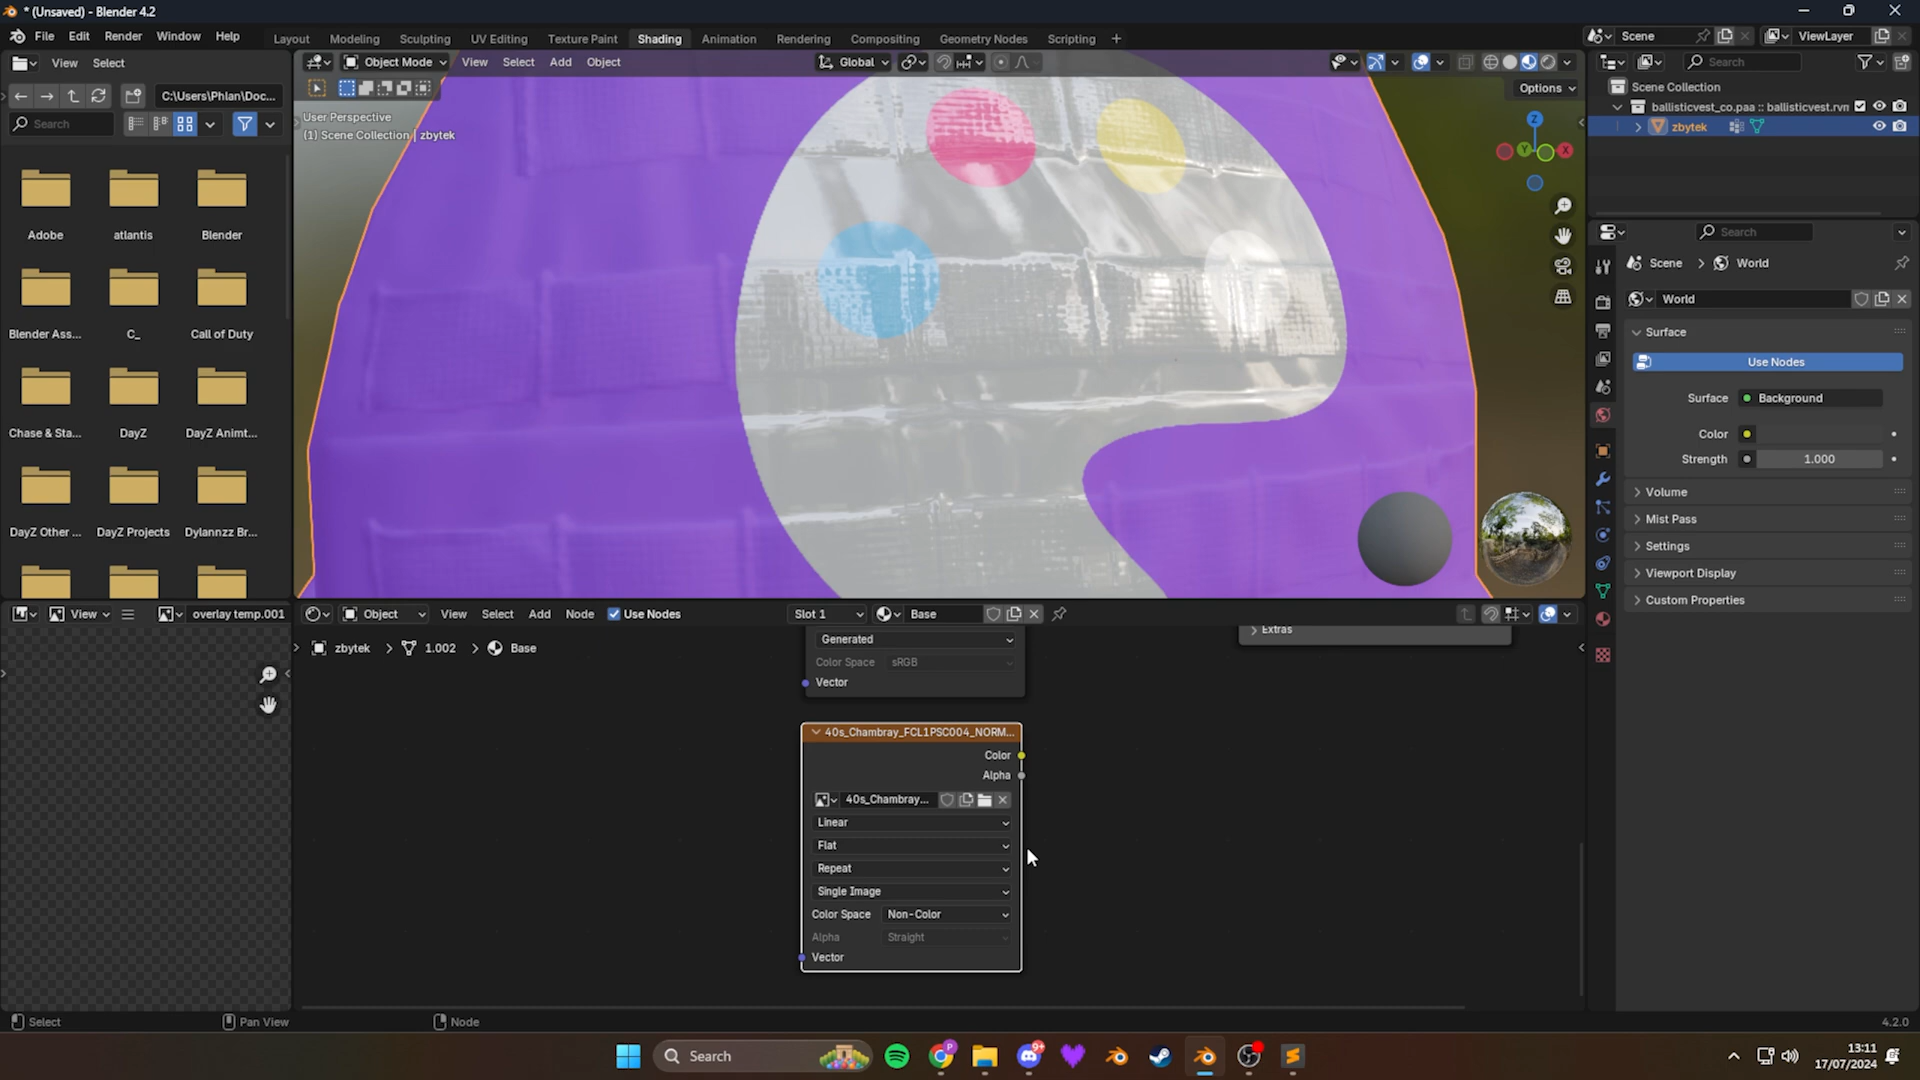 * (Unsaved) - Blender 4.2
File Edit Render Window Help
Layout Modeling Sculpting UV Editing Texture Paint Shading Animation Rendering Compositing Geometry Nodes Scripting +
Scene ViewLayer
View Select
Object Mode View Select Add Object Global
Search
C:\Users\Phlan\Doc...
Options
Scene Collection
Search
User Perspective
(1) Scene Collection | zbytek
ballisticvest_co.paa :: ballisticvest.rvm
zbytek
Z
Y
X
Adobe atlantis Blender
Blender Ass... C_ Call of Duty
Chase & Sta... DayZ DayZ Animt...
DayZ Other ... DayZ Projects Dylannzz Br...
Search
Scene > World
World
Surface
Use Nodes
Surface Background
Color
Strength 1.000
Volume
Mist Pass
Settings
Viewport Display
Custom Properties
View overlay temp.001
Object View Select Add Node Use Nodes Slot 1 Base
zbytek > 1.002 > Base
Generated
Color Space sRGB
Vector
Extras
40s_Chambray_FCL1PSC004_NORM...
Color
Alpha
40s_Chambray...
Linear
Flat
Repeat
Single Image
Color Space Non-Color
Alpha Straight
Vector
Select Pan View Node 4.2.0
Search
P
9+
13:11
17/07/2024